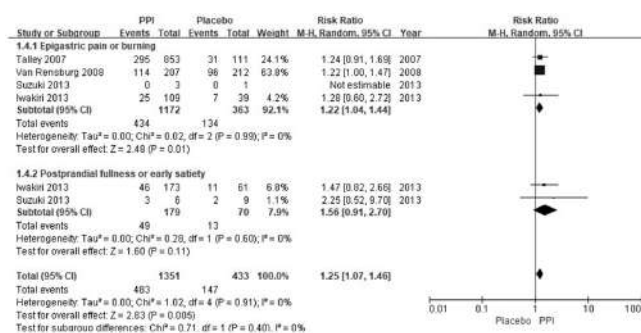 PPI Placebo Risk Ratio Risk Ratio
Study or Subgroup Events Total Events Total Weight M-H, Random, 95% CI Year M-H, Random, 95% CI
1.4.1 Epigastric pain or burning
Talley 2007 295 853 31 111 24.1% 1.24 [0.91, 1.69] 2007
Van Rensburg 2008 114 207 96 212 63.8% 1.22 [1.00, 1.47] 2008
Suzuki 2013 0 3 0 1 Not estimable 2013
Iwakiri 2013 25 109 7 39 4.2% 1.28 [0.60, 2.72] 2013
Subtotal (95% CI) 1172 363 92.1% 1.22 [1.04, 1.44]
Total events 434 134
Heterogeneity: Tau² = 0.00; Chi² = 0.02, df = 2 (P = 0.99); I² = 0%
Test for overall effect: Z = 2.48 (P = 0.01)
1.4.2 Postprandial fullness or early satiety
Iwakiri 2013 46 173 11 61 6.8% 1.47 [0.82, 2.66] 2013
Suzuki 2013 3 6 2 9 1.1% 2.25 [0.52, 9.70] 2013
Subtotal (95% CI) 179 70 7.9% 1.56 [0.91, 2.70]
Total events 49 13
Heterogeneity: Tau² = 0.00; Chi² = 0.28, df = 1 (P = 0.60); I² = 0%
Test for overall effect: Z = 1.60 (P = 0.11)
Total (95% CI) 1351 433 100.0% 1.25 [1.07, 1.46]
Total events 483 147
Heterogeneity: Tau² = 0.00; Chi² = 1.02, df = 4 (P = 0.91); I² = 0%
Test for overall effect: Z = 2.83 (P = 0.005)
Test for subgroup differences: Chi² = 0.71, df = 1 (P = 0.40), I² = 0%
0.01 0.1 1 10 100
Placebo PPI